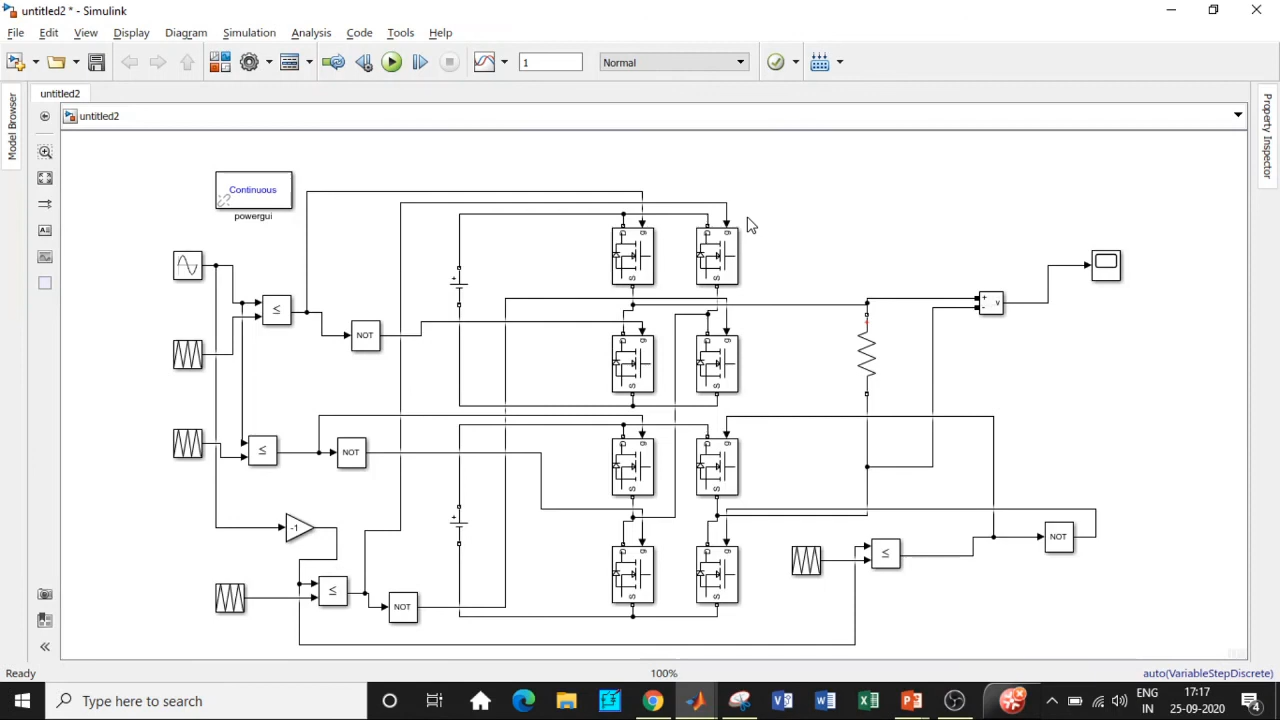 untitled2 * - Simulink
File Edit View Display Diagram Simulation Analysis Code Tools Help
1 Normal
untitled2
untitled2
Model Browser
Property Inspector
Continuous
powergui
g
g
S
S
+
+
v
-
≤
NOT
+
g
g
S
S
g
g
≤
NOT
S
S
+
-1
g
g
NOT
≤
≤
S
S
NOT
Ready 100% auto(VariableStepDiscrete)
Type here to search
ENG 17:17
IN 25-09-2020
4